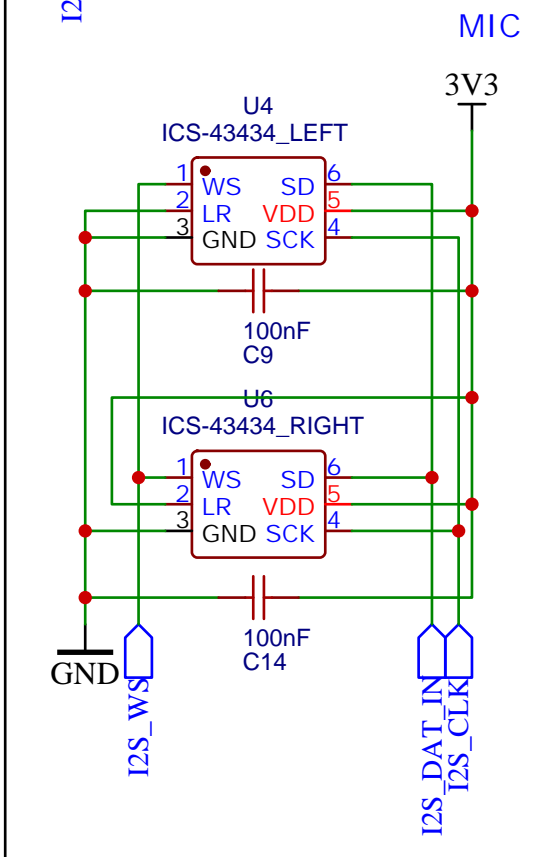 I2
MIC
3V3
U4
ICS-43434_LEFT
1 WS SD 6
2 LR VDD 5
3 GND SCK 4
100nF
C9
U6
ICS-43434_RIGHT
1 WS SD 6
2 LR VDD 5
3 GND SCK 4
100nF
C14
GND
I2S_WS
I2S_DAT_IN
I2S_CLK